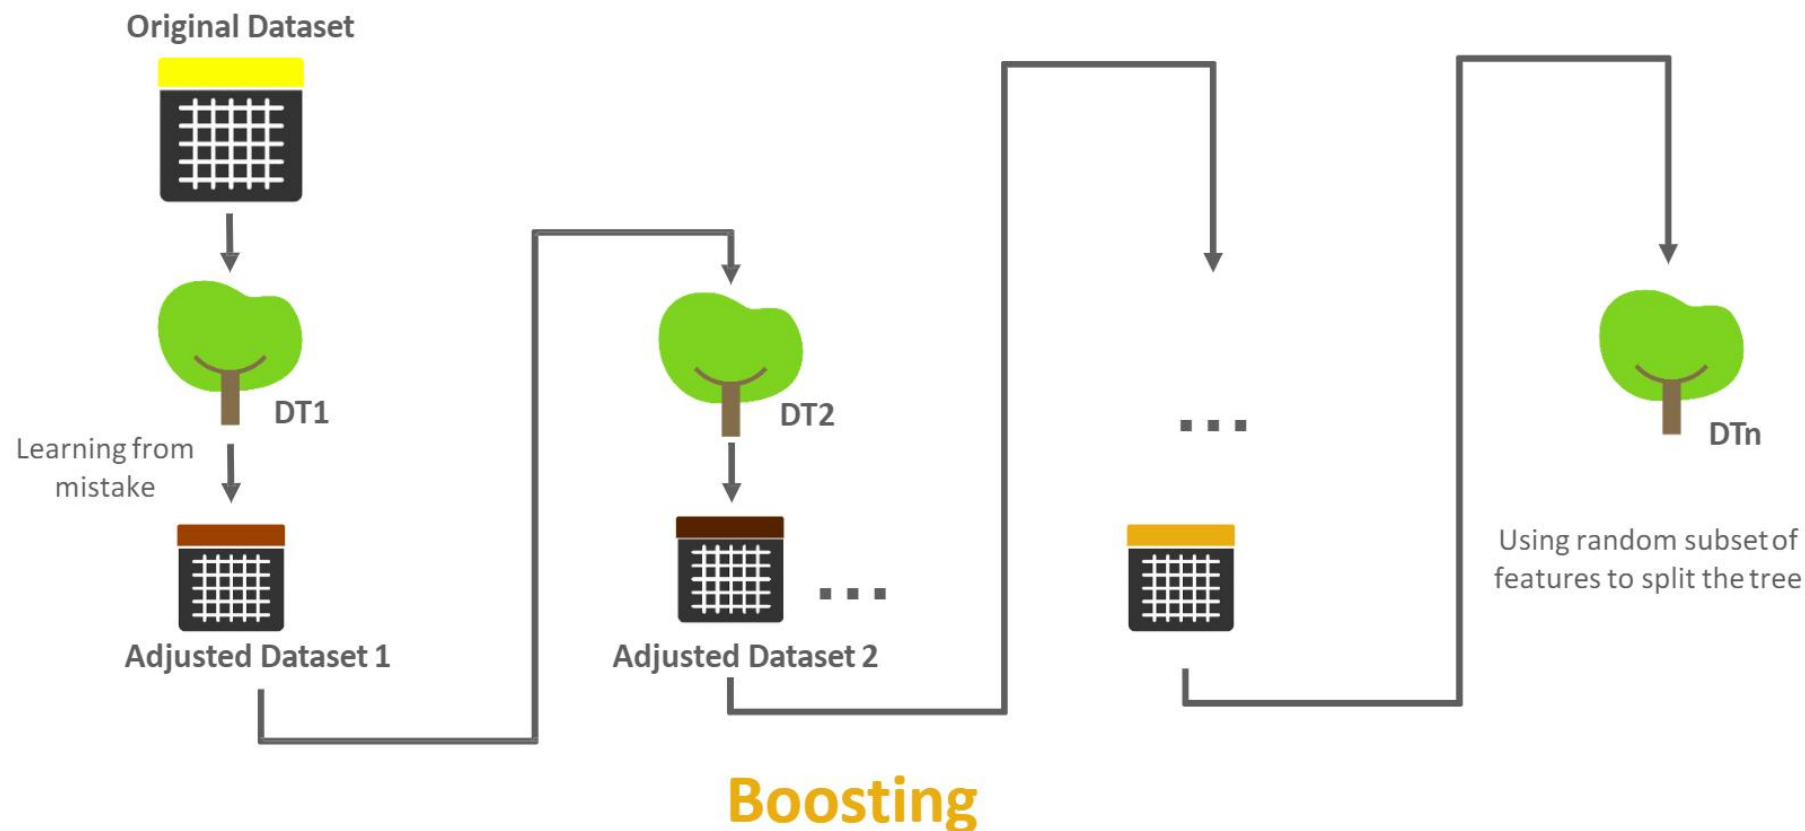 Original Dataset
DT1
Learning from
mistake
Adjusted Dataset 1
DT2
Adjusted Dataset 2
...
...
DTn
Using random subset of
features to split the tree
Boosting